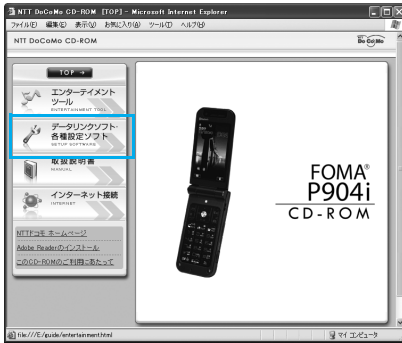 NTT DoCoMo CD-ROM [TOP] - Microsoft Internet Explorer
ファイル(F) 編集(E) 表示(V) お気に入り(A) ツール(T) ヘルプ(H)
NTT DoCoMo CD-ROM
DoCoMo
TOP →
エンターテイメント
ツール
ENTERTAINMENT TOOL
データリンクソフト・
各種設定ソフト
SETUP SOFTWARE
取扱説明書
MANUAL
インターネット接続
INTERNET
NTTドコモ ホームページ
Adobe Readerのインストール
このCD-ROMのご利用にあたって
FOMA®
P904i
CD-ROM
file:///E:/guide/entertainment.html
マイ コンピュータ